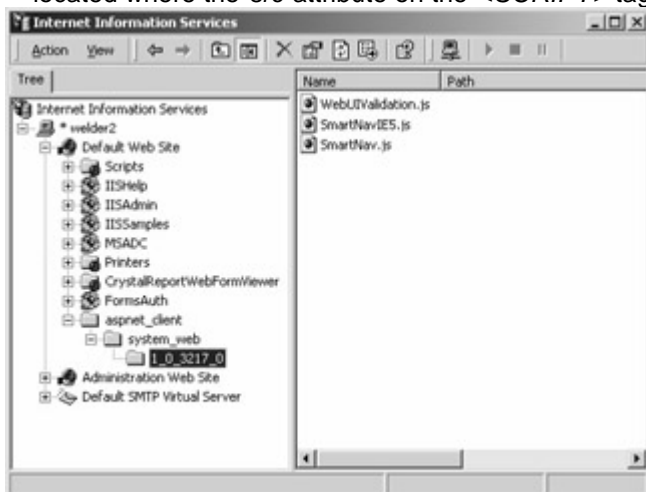 located where the src attribute on the <SCRIPT> tag
Internet Information Services
Action View
Tree
Name Path
Internet Information Services
* welder2
Default Web Site
Scripts
IISHelp
IISAdmin
IISSamples
MSADC
Printers
CrystalReportWebFormViewer
FormsAuth
aspnet_client
system_web
1_0_3217_0
Administration Web Site
Default SMTP Virtual Server
WebUIValidation.js
SmartNavIE5.js
SmartNav.js